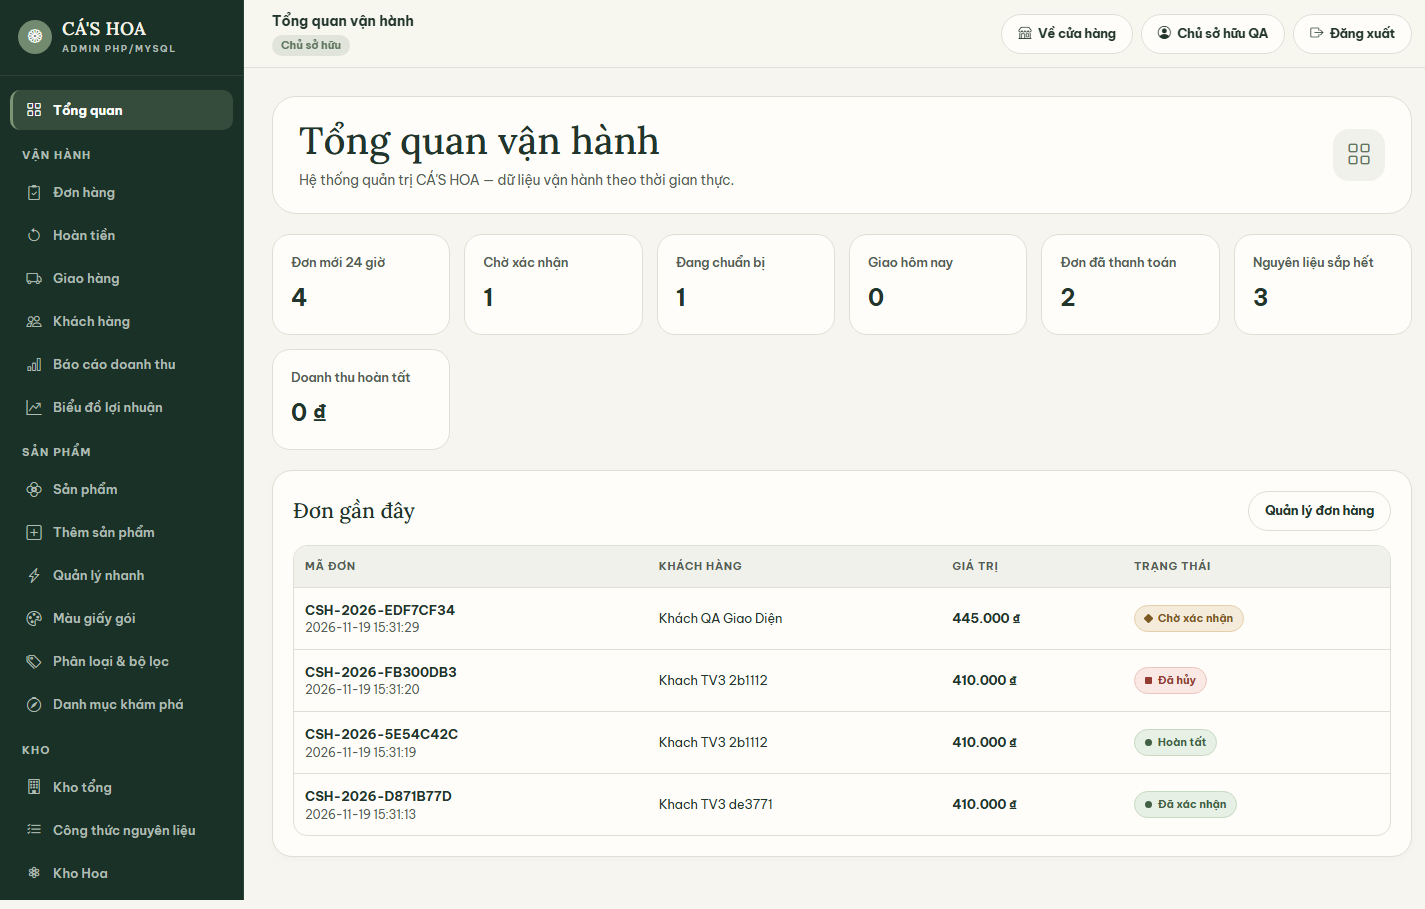 CÁ'S HOA
ADMIN PHP/MYSQL
Tổng quan
VẬN HÀNH
Đơn hàng
Hoàn tiền
Giao hàng
Khách hàng
Báo cáo doanh thu
Biểu đồ lợi nhuận
SẢN PHẨM
Sản phẩm
Thêm sản phẩm
Quản lý nhanh
Màu giấy gói
Phân loại & bộ lọc
Danh mục khám phá
KHO
Kho tổng
Công thức nguyên liệu
Kho Hoa
Tổng quan vận hành
Chủ sở hữu
Về cửa hàng
Chủ sở hữu QA
Đăng xuất
Tổng quan vận hành
Hệ thống quản trị CÁ'S HOA — dữ liệu vận hành theo thời gian thực.
Đơn mới 24 giờ
4
Chờ xác nhận
1
Đang chuẩn bị
1
Giao hôm nay
0
Đơn đã thanh toán
2
Nguyên liệu sắp hết
3
Doanh thu hoàn tất
0 ₫
Đơn gần đây
Quản lý đơn hàng
MÃ ĐƠN KHÁCH HÀNG GIÁ TRỊ TRẠNG THÁI
CSH-2026-EDF7CF34
2026-11-19 15:31:29
Khách QA Giao Diện
445.000 ₫
Chờ xác nhận
CSH-2026-FB300DB3
2026-11-19 15:31:20
Khach TV3 2b1112
410.000 ₫
Đã hủy
CSH-2026-5E54C42C
2026-11-19 15:31:19
Khach TV3 2b1112
410.000 ₫
Hoàn tất
CSH-2026-D871B77D
2026-11-19 15:31:13
Khach TV3 de3771
410.000 ₫
Đã xác nhận